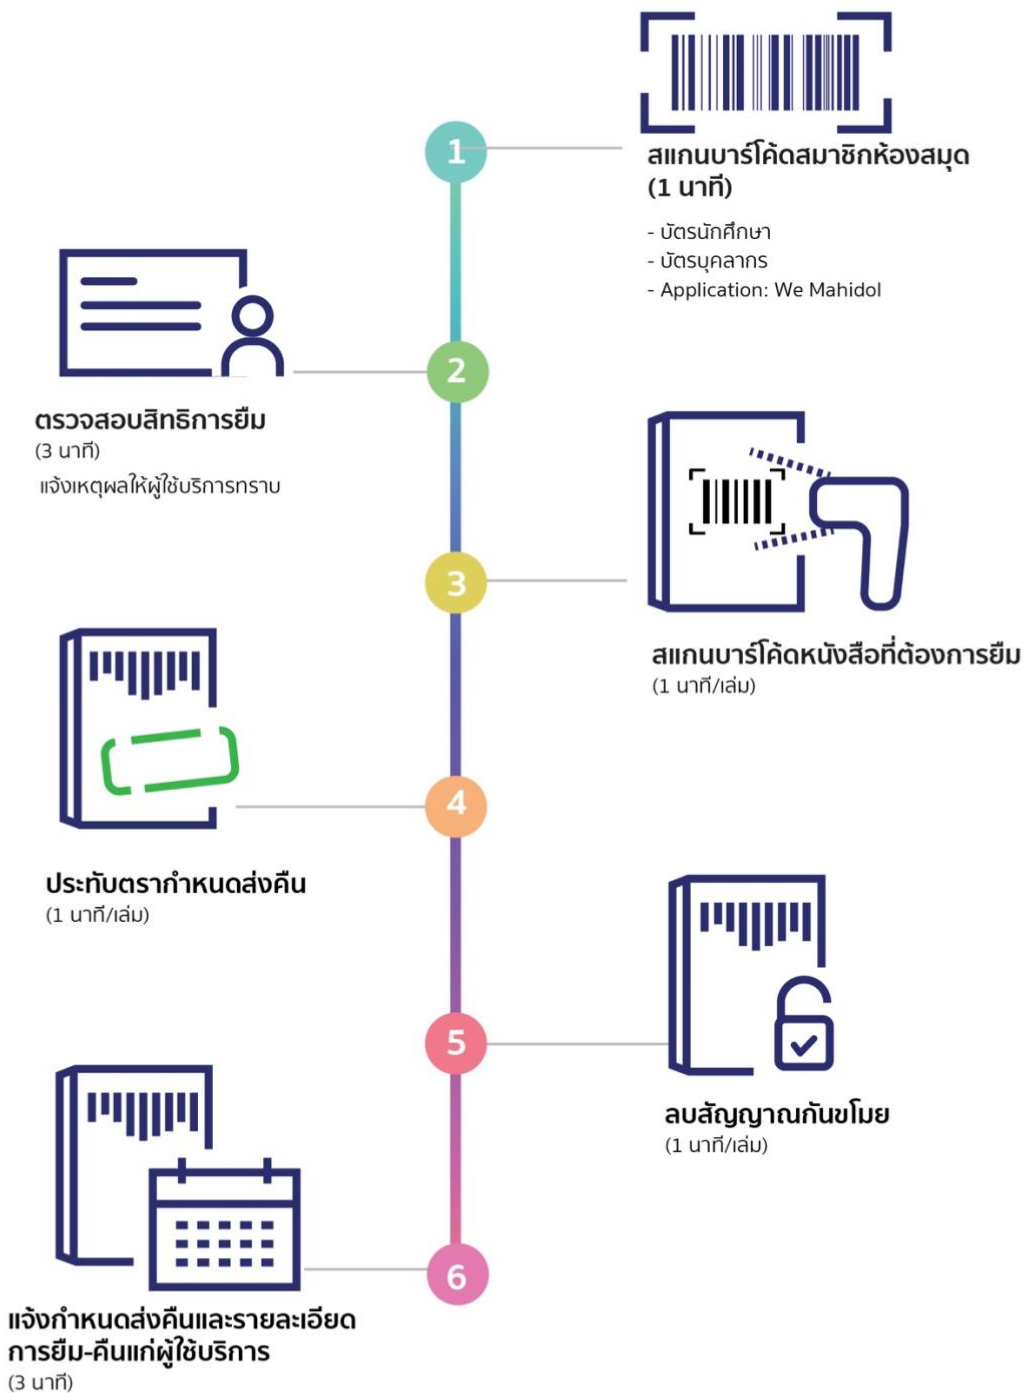 1
สแกนบาร์โค้ดสมาชิกห้องสมุด
(1 นาที)
- บัตรนักศึกษา
- บัตรบุคลากร
- Application: We Mahidol
2
ตรวจสอบสิทธิการยืม
(3 นาที)
แจ้งเหตุผลให้ผู้ใช้บริการทราบ
3
สแกนบาร์โค้ดหนังสือที่ต้องการยืม
(1 นาที/เล่ม)
4
ประทับตรากำหนดส่งคืน
(1 นาที/เล่ม)
5
ลบสัญญาณกันขโมย
(1 นาที/เล่ม)
6
แจ้งกำหนดส่งคืนและรายละเอียด
การยืม-คืนแก่ผู้ใช้บริการ
(3 นาที)